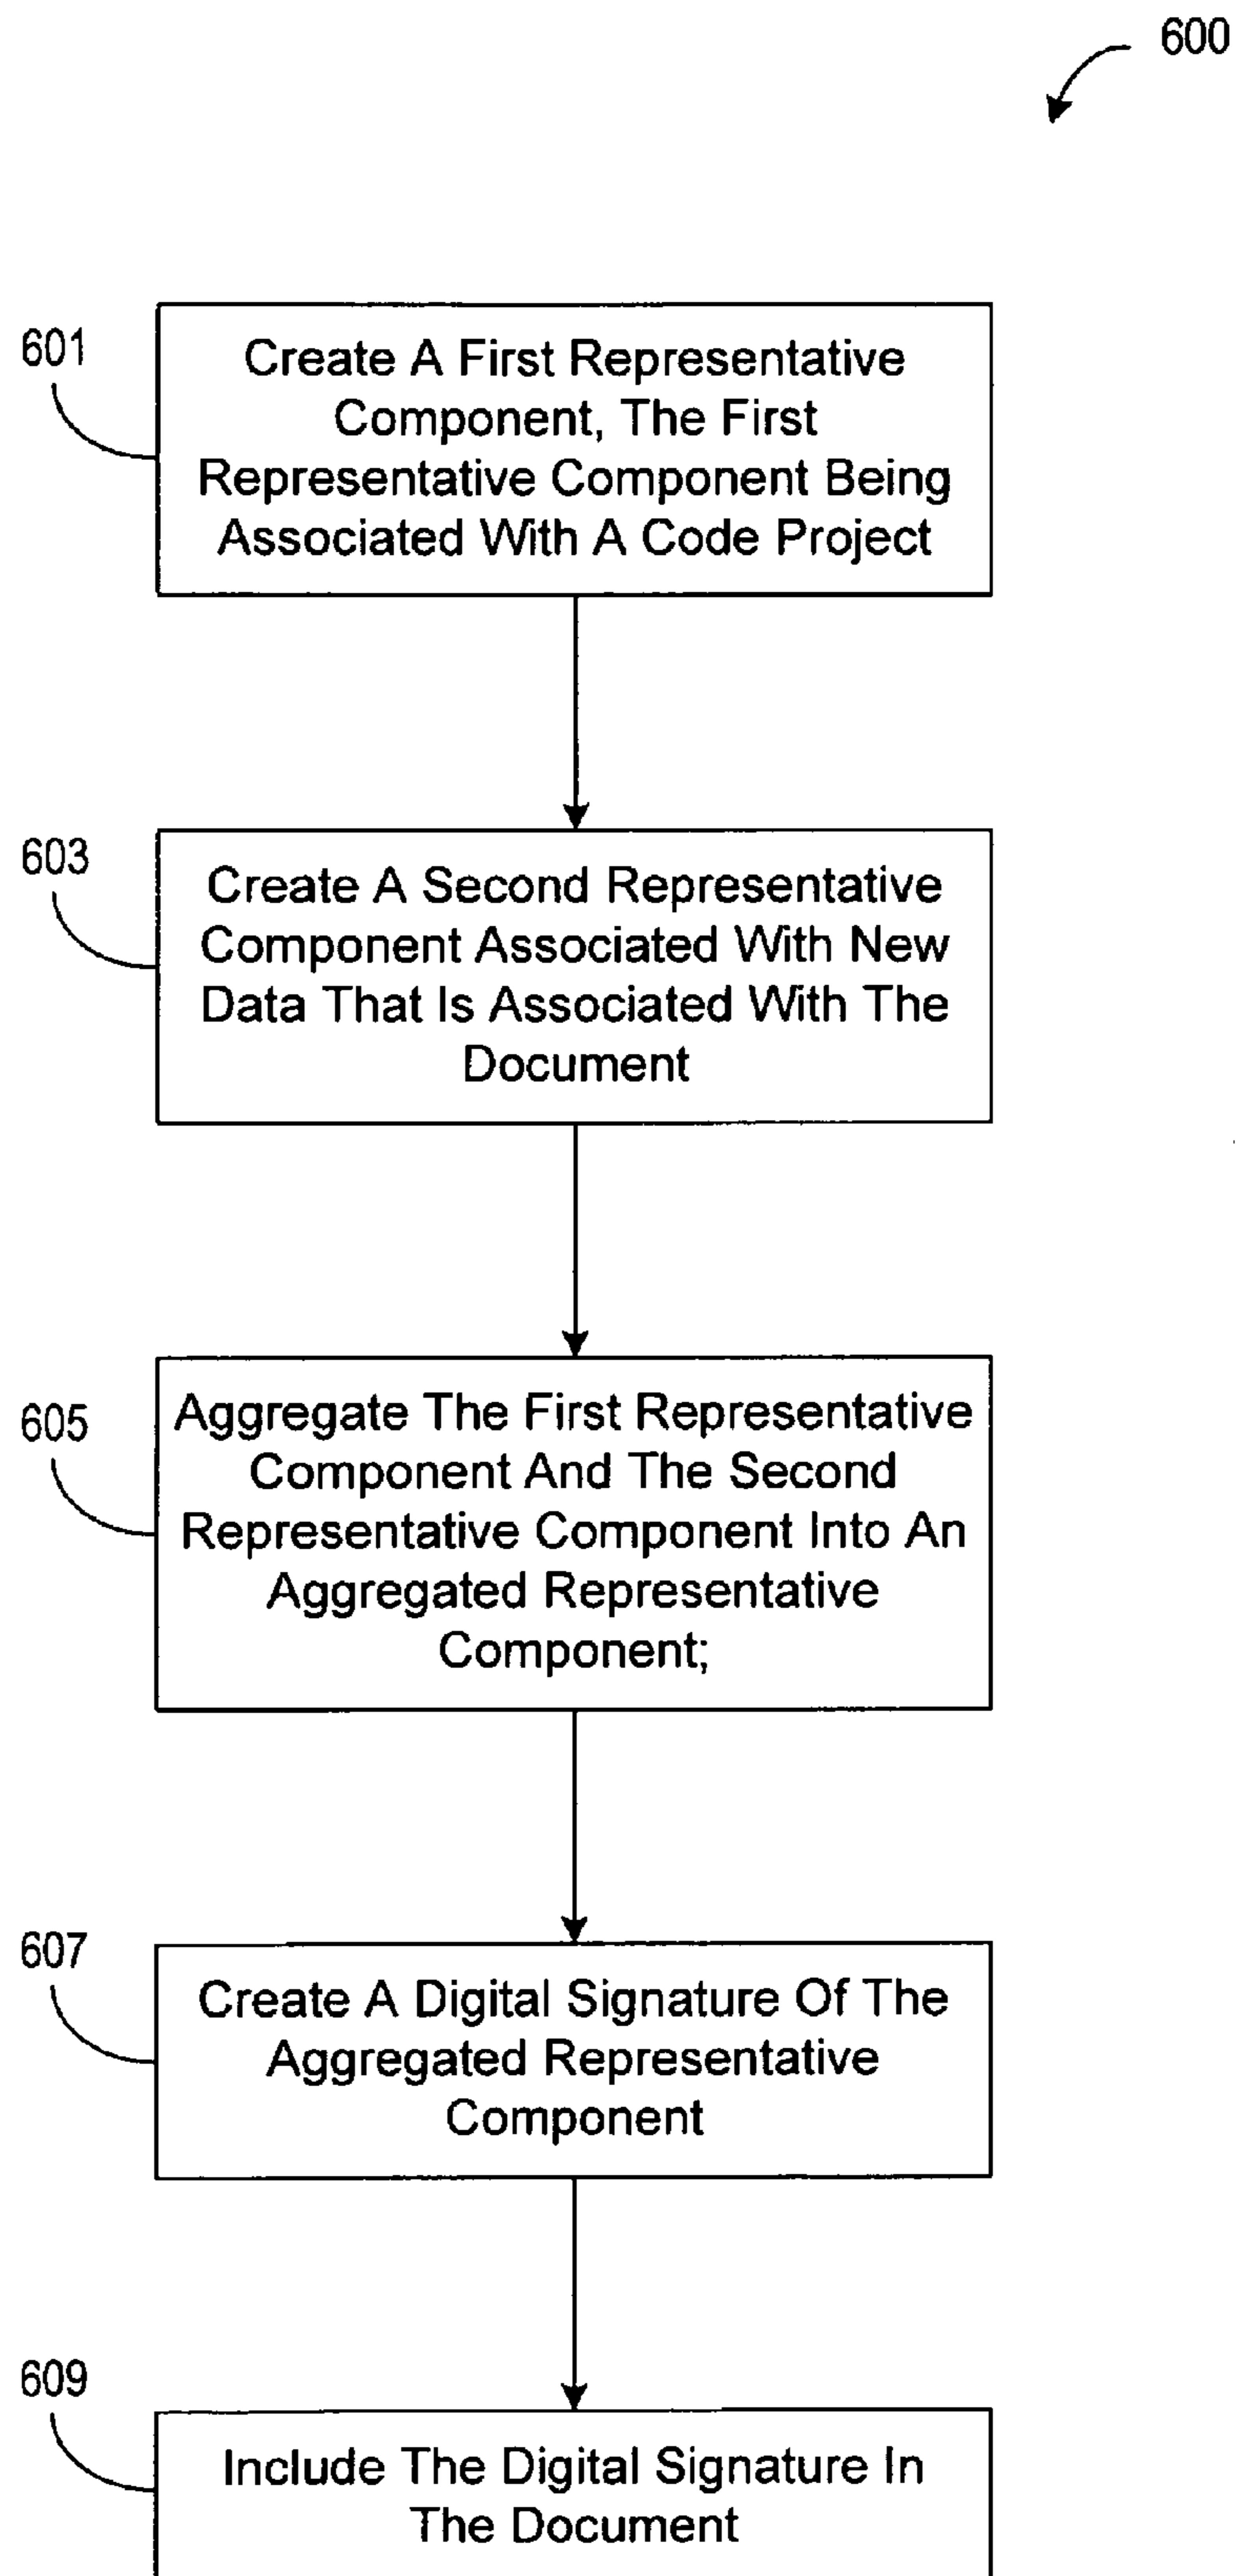 600
601
Create A First Representative
Component, The First
Representative Component Being
Associated With A Code Project
603
Create A Second Representative
Component Associated With New
Data That Is Associated With The
Document
605
Aggregate The First Representative
Component And The Second
Representative Component Into An
Aggregated Representative
Component;
607
Create A Digital Signature Of The
Aggregated Representative
Component
609
Include The Digital Signature In
The Document